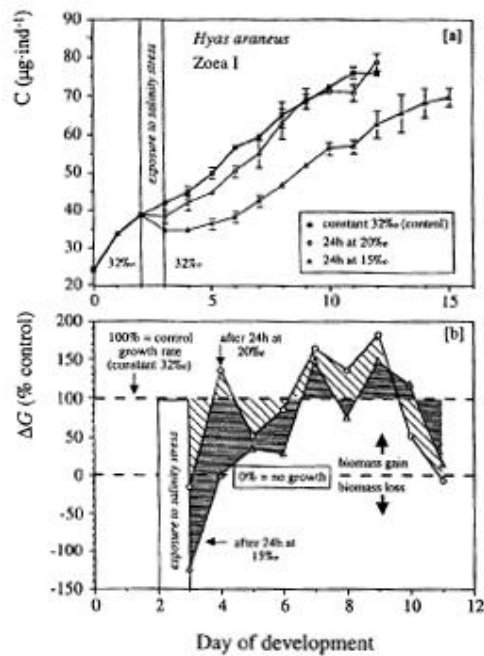 Hyas araneus
[a]
Zoea I
C (µg·ind⁻¹)
90
80
70
60
50
40
30
20
exposure to salinity stress
32‰
32‰
constant 32‰ (control)
24h at 20‰
24h at 15‰
0
5
10
15
[b]
ΔG (% control)
200
150
100
50
0
-50
-100
-150
100% = control
growth rate
(constant 32‰)
after 24h at
20‰
exposure to salinity stress
0% = no growth
biomass gain
biomass loss
after 24h at
15‰
0
2
4
6
8
10
12
Day of development